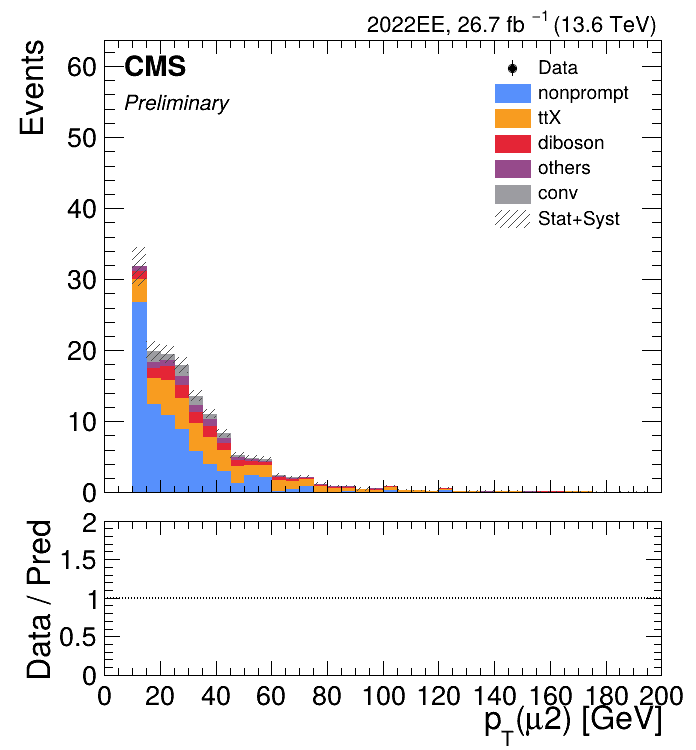 2022EE, 26.7 fb⁻¹ (13.6 TeV)
CMS
Preliminary
Events
60
50
40
30
20
10
0
Data
nonprompt
ttX
diboson
others
conv
Stat+Syst
Data / Pred
2
1.5
1
0.5
0
0 20 40 60 80 100 120 140 160 180 200
p_T(μ2) [GeV]